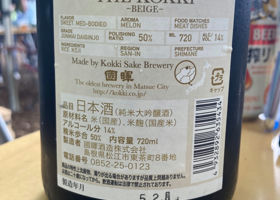 THE KOKKI
~BEIGE~
FLAVOR
SWEET, MED-BODIED
AROMA
MELON
MATCHES
MEAT DISHES
GRADE
JUNMAI DAIGINJO
POLISHING RATIO
50%
ML
720
ALC
14%
RICE, KOJI
REGION
SAN-IN
PREFECTURE
SHIMANE
Made by Kokki Sake Brewery
國暉
The oldest brewery in Matsue City
http://kokki.co.jp/
キャップ
品目 日本酒 (純米大吟醸酒)
原材料名 米(国産)、米麹(国産米)
アルコール分 14%
精米歩合 50% 内容量 720ml
國暉酒造株式会社
島根県松江市東茶町8番地
電話番号 0852-25-0123
製造年月